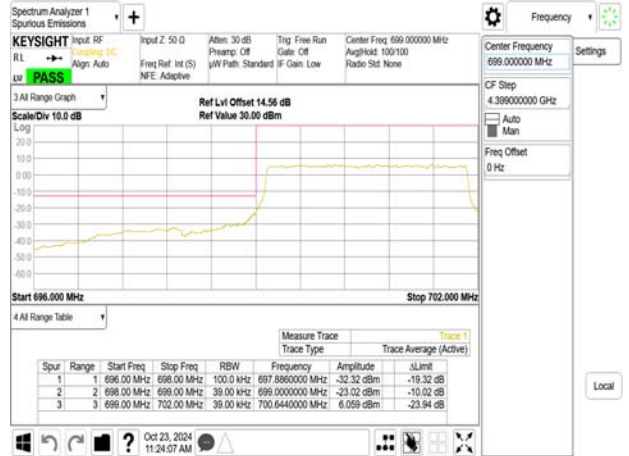 Spectrum Analyzer 1
Spurious Emissions
Frequency
KEYSIGHT
Input: RF
Coupling: DC
Align: Auto
Input Z: 50 Ω
Freq Ref: Int (S)
NFE: Adaptive
Atten: 30 dB
Preamp: Off
µW Path: Standard
Trig: Free Run
Gate: Off
IF Gain: Low
Center Freq: 699.000000 MHz
Avg|Hold: 100/100
Radio Std: None
RL
PASS
Center Frequency
699.000000 MHz
Settings
CF Step
4.399000000 GHz
Auto
Man
Freq Offset
0 Hz
3 All Range Graph
Scale/Div 10.0 dB
Ref Lvl Offset 14.56 dB
Ref Value 30.00 dBm
Log
20.0
10.0
0.00
-10.0
-20.0
-30.0
-40.0
-50.0
-60.0
Start 696.000 MHz
Stop 702.000 MHz
4 All Range Table
Measure Trace Trace 1
Trace Type Trace Average (Active)
Spur Range Start Freq Stop Freq RBW Frequency Amplitude ΔLimit
1 1 696.00 MHz 698.00 MHz 100.0 kHz 697.8860000 MHz -32.32 dBm -19.32 dB
2 2 698.00 MHz 699.00 MHz 39.00 kHz 699.0000000 MHz -23.02 dBm -10.02 dB
3 3 699.00 MHz 702.00 MHz 39.00 kHz 700.6440000 MHz 6.059 dBm -23.94 dB
Local
Oct 23, 2024
11:24:07 AM